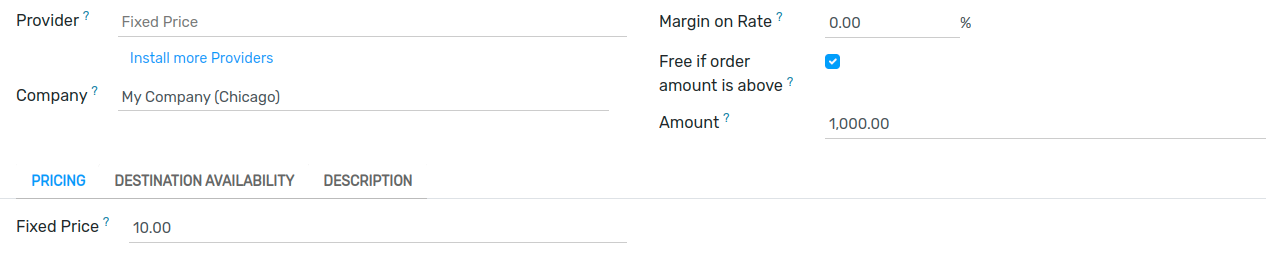 Provider ? Fixed Price
Install more Providers
Company ? My Company (Chicago)
Margin on Rate ? 0.00 %
Free if order
amount is above ?
Amount ? 1,000.00
PRICING DESTINATION AVAILABILITY DESCRIPTION
Fixed Price ? 10.00